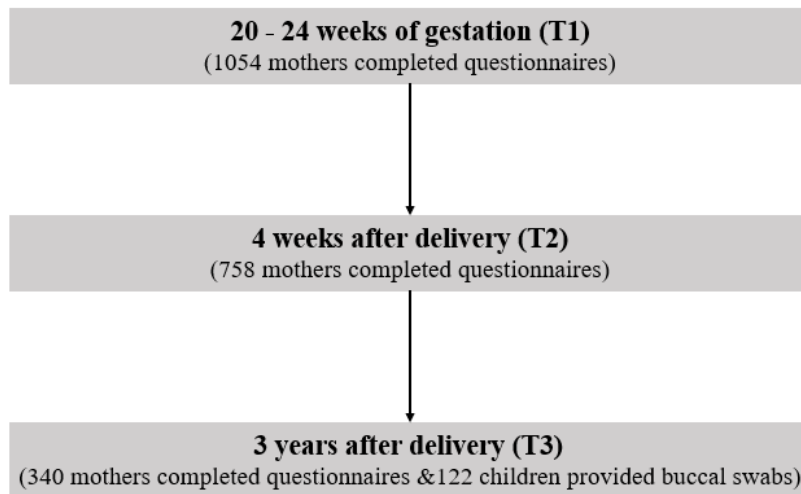 20 - 24 weeks of gestation (T1)
(1054 mothers completed questionnaires)
4 weeks after delivery (T2)
(758 mothers completed questionnaires)
3 years after delivery (T3)
(340 mothers completed questionnaires &122 children provided buccal swabs)